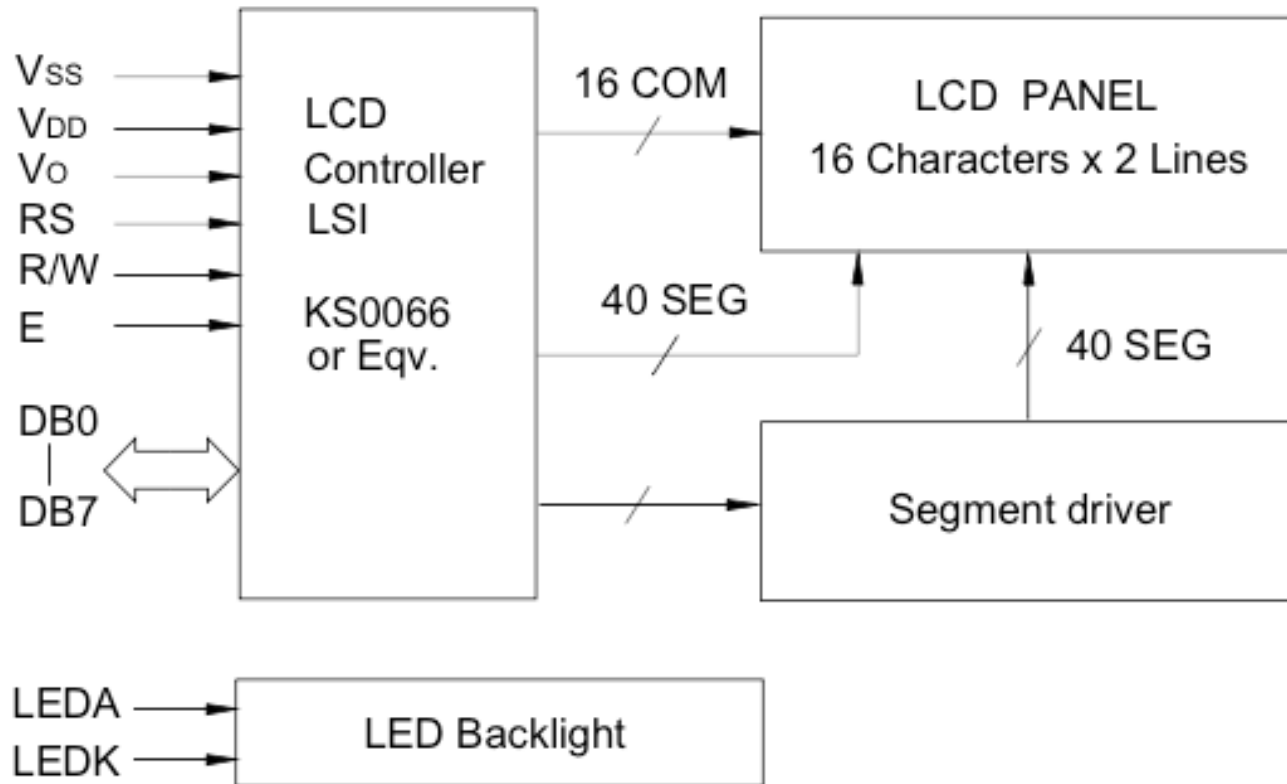 VSS
VDD
VO
RS
R/W
E
DB0
DB7
LCD
Controller
LSI
KS0066
or Eqv.
16 COM
40 SEG
LCD PANEL
16 Characters x 2 Lines
40 SEG
Segment driver
LEDA
LEDK
LED Backlight